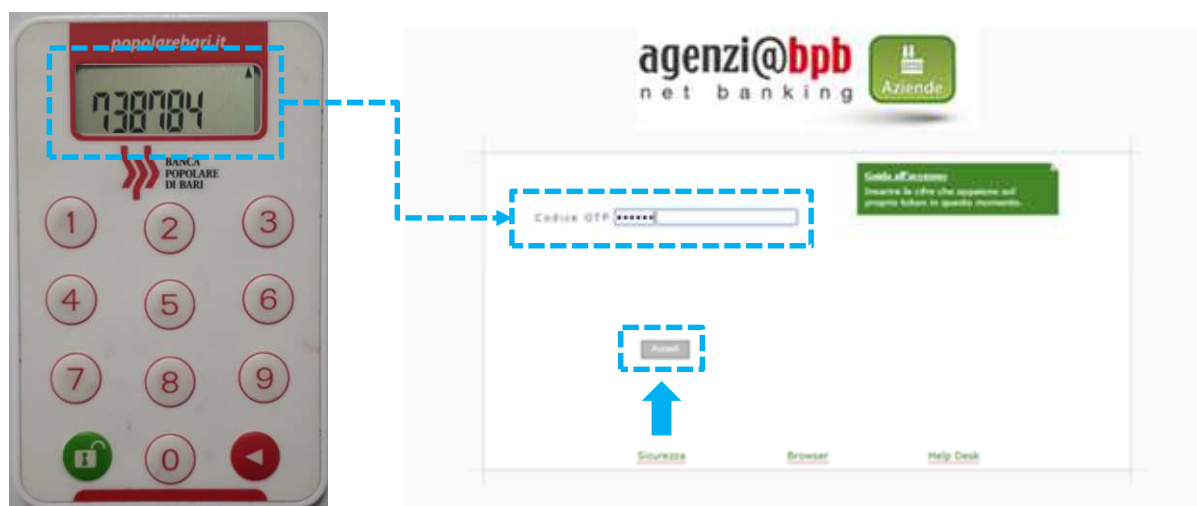 popolarebari.it
738784
BANCA
POPOLARE
DI BARI
1 2 3
4 5 6
7 8 9
0
agenzi@bpb
net banking
Aziende
Guida all'accesso:
Inserire le cifre che appaiono sul
proprio token in questo momento.
Codice OTP ••••••
Accedi
Sicurezza Browser Help Desk